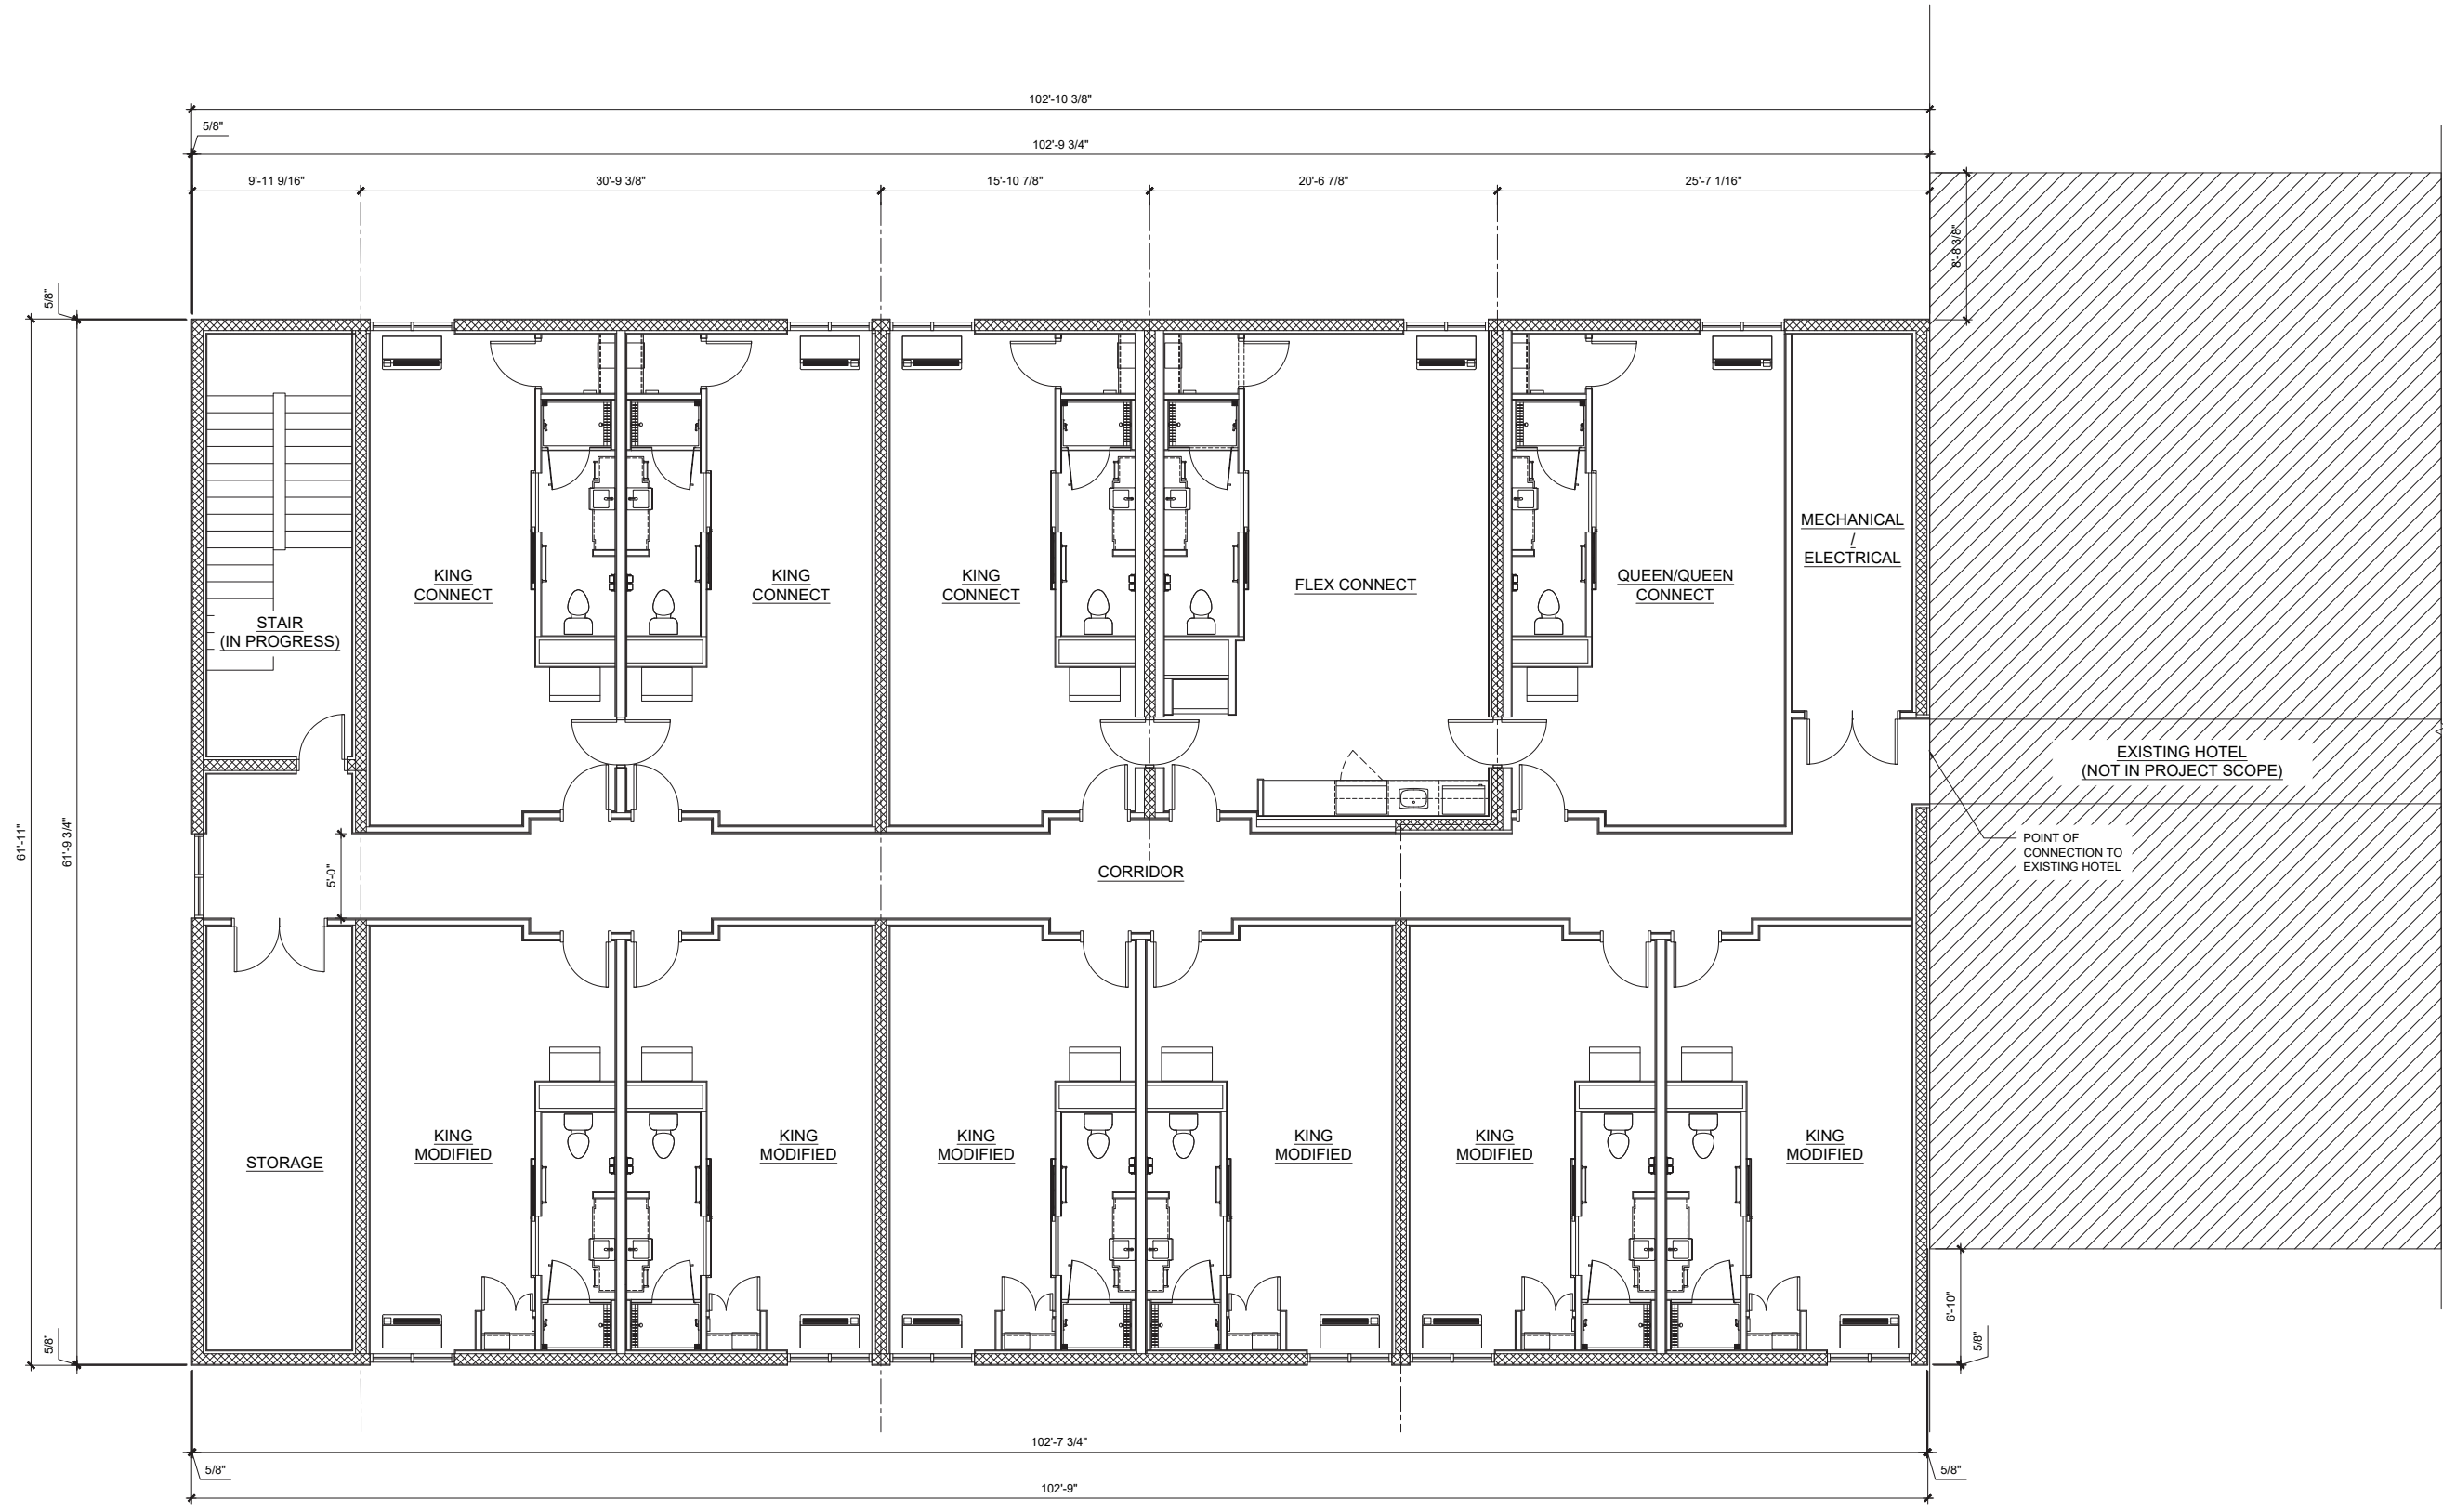 102'-10 3/8"
5/8"
102'-9 3/4"
9'-11 9/16"
30'-9 3/8"
15'-10 7/8"
20'-6 7/8"
25'-7 1/16"
8'-8 3/8"
5/8"
61'-11"
61'-9 3/4"
KING
CONNECT
KING
CONNECT
KING
CONNECT
FLEX CONNECT
QUEEN/QUEEN
CONNECT
MECHANICAL
/
ELECTRICAL
STAIR
(IN PROGRESS)
EXISTING HOTEL
(NOT IN PROJECT SCOPE)
POINT OF
CONNECTION TO
EXISTING HOTEL
5'-0"
CORRIDOR
STORAGE
KING
MODIFIED
KING
MODIFIED
KING
MODIFIED
KING
MODIFIED
KING
MODIFIED
KING
MODIFIED
6'-10"
5/8"
5/8"
102'-7 3/4"
5/8"
5/8"
102'-9"